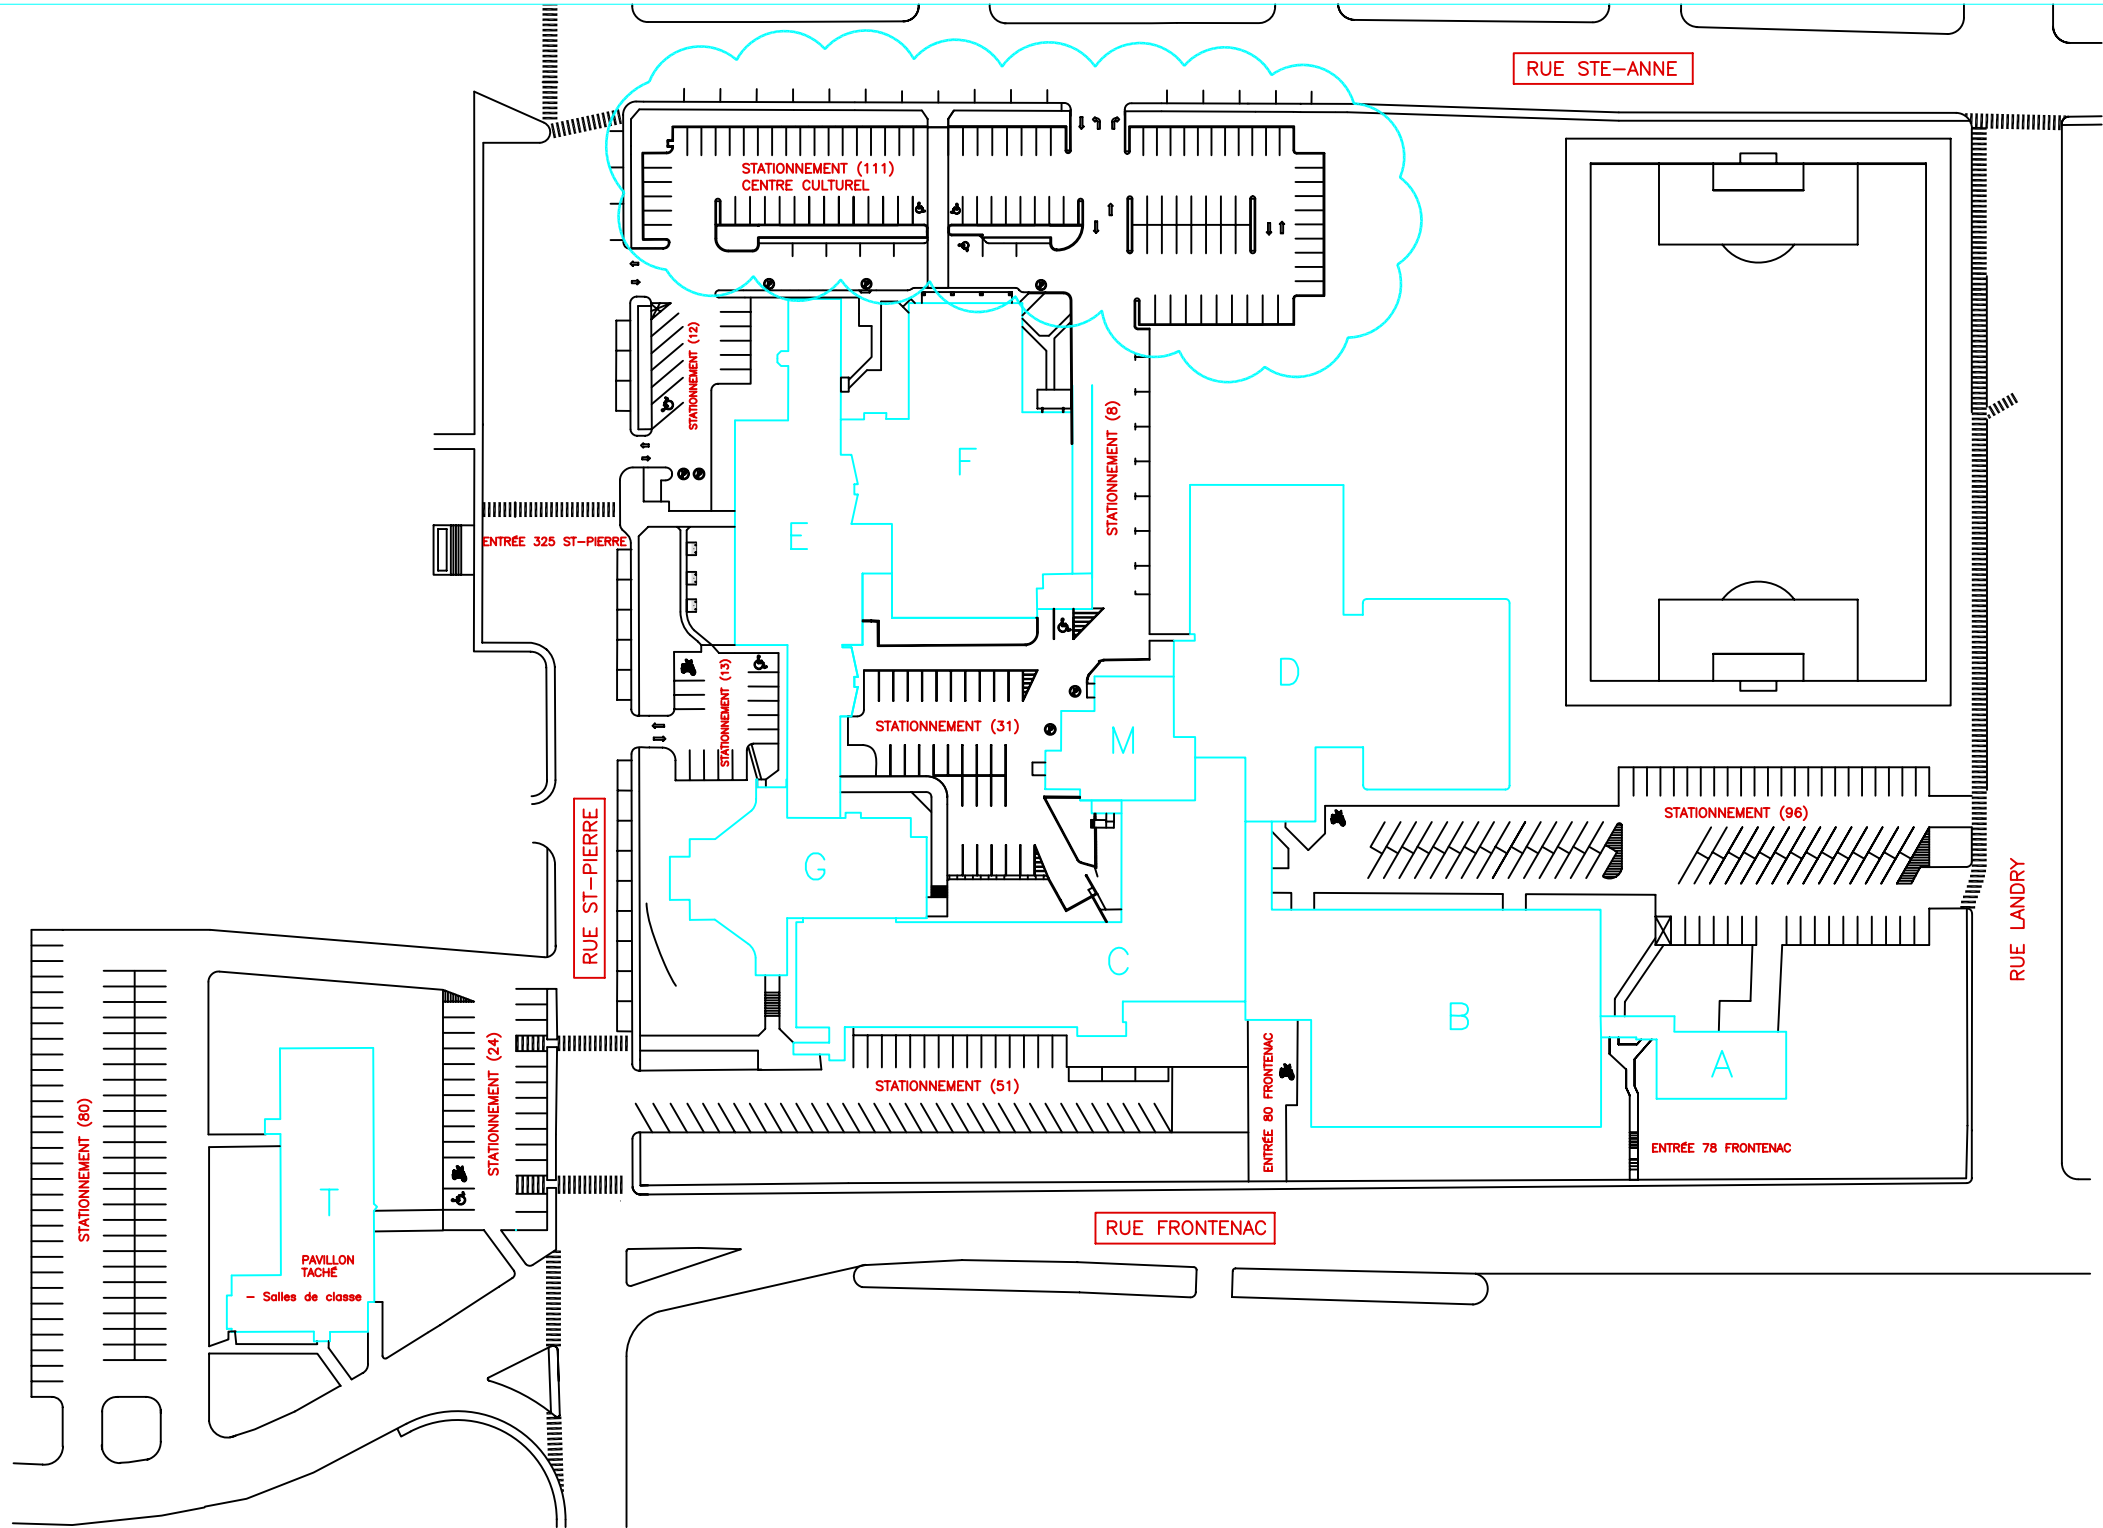 RUE STE-ANNE
STATIONNEMENT (111)
CENTRE CULTUREL
STATIONNEMENT (12)
STATIONNEMENT (8)
F
E
ENTRÉE 325 ST-PIERRE
D
STATIONNEMENT (13)
STATIONNEMENT (31)
M
RUE ST-PIERRE
STATIONNEMENT (96)
G
RUE LANDRY
C
B
STATIONNEMENT (24)
STATIONNEMENT (51)
ENTRÉE 80 FRONTENAC
A
STATIONNEMENT (80)
ENTRÉE 78 FRONTENAC
T
RUE FRONTENAC
PAVILLON
TACHÉ
- Salles de classe